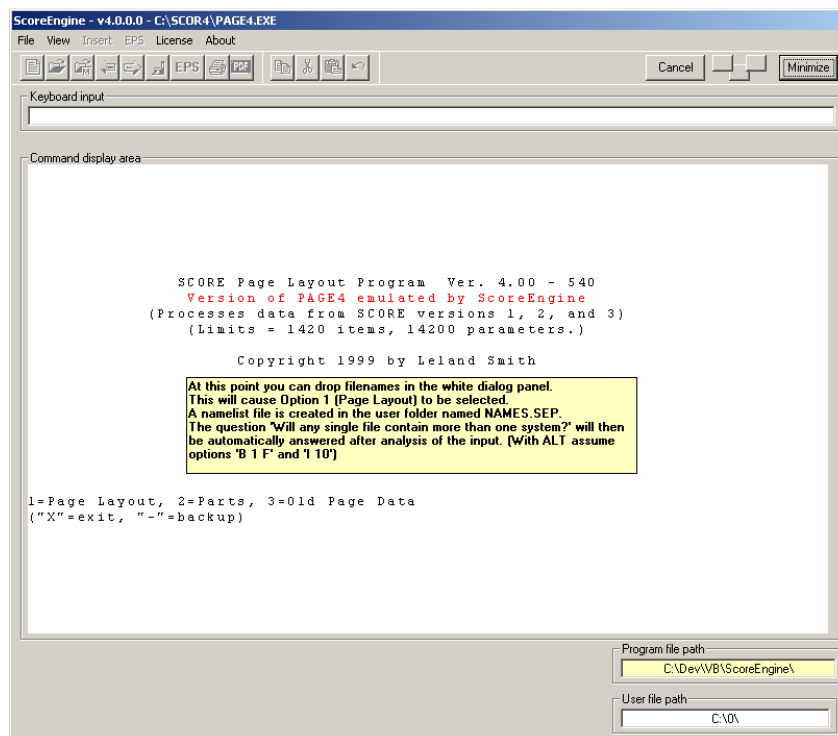 ScoreEngine - v4.0.0.0 - C:\SCOR4\PAGE4.EXE
File View Insert EPS License About
EPS PDF Cancel Minimize
Keyboard input
Command display area
SCORE Page Layout Program Ver. 4.00 - 540
Version of PAGE4 emulated by ScoreEngine
(Processes data from SCORE versions 1, 2, and 3)
(Limits = 1420 items, 14200 parameters.)
Copyright 1999 by Leland Smith
At this point you can drop filenames in the white dialog panel.
This will cause Option 1 (Page Layout) to be selected.
A namelist file is created in the user folder named NAMES.SEP.
The question 'Will any single file contain more than one system?' will then
be automatically answered after analysis of the input. (With ALT assume
options 'B 1 F' and 'I 10')
1=Page Layout, 2=Parts, 3=Old Page Data
("X"=exit, "-"=backup)
Program file path
C:\Dev\VB\ScoreEngine\
User file path
C:\0\